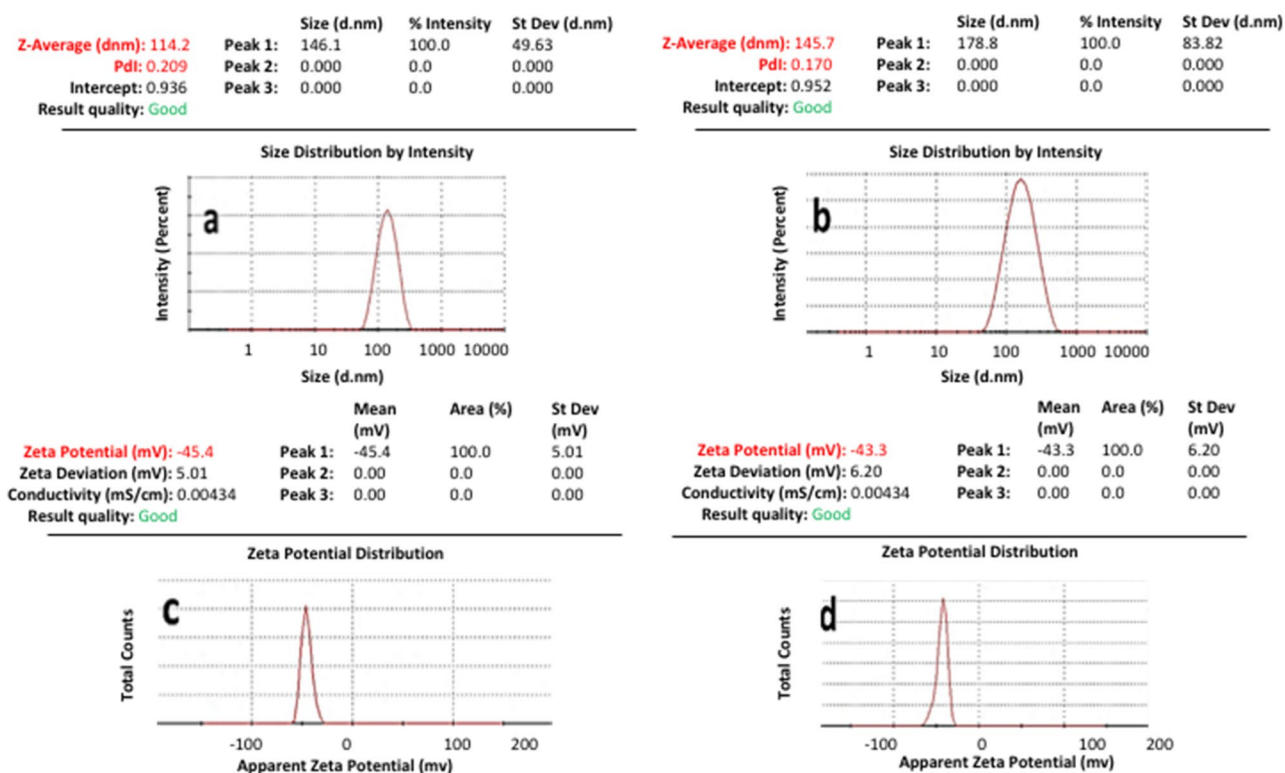 Size (d.nm) % Intensity St Dev (d.nm)
Z-Average (dnm): 114.2 Peak 1: 146.1 100.0 49.63
PdI: 0.209 Peak 2: 0.000 0.0 0.000
Intercept: 0.936 Peak 3: 0.000 0.0 0.000
Result quality: Good
Size Distribution by Intensity
Intensity (Percent)
a
1 10 100 1000 10000
Size (d.nm)
Size (d.nm) % Intensity St Dev (d.nm)
Z-Average (dnm): 145.7 Peak 1: 178.8 100.0 83.82
PdI: 0.170 Peak 2: 0.000 0.0 0.000
Intercept: 0.952 Peak 3: 0.000 0.0 0.000
Result quality: Good
Size Distribution by Intensity
Intensity (Percent)
b
1 10 100 1000 10000
Size (d.nm)
Mean Area (%) St Dev
(mV) (mV)
Zeta Potential (mV): -45.4 Peak 1: -45.4 100.0 5.01
Zeta Deviation (mV): 5.01 Peak 2: 0.00 0.0 0.00
Conductivity (mS/cm): 0.00434 Peak 3: 0.00 0.0 0.00
Result quality: Good
Zeta Potential Distribution
Total Counts
c
-100 0 100 200
Apparent Zeta Potential (mv)
Mean Area (%) St Dev
(mV) (mV)
Zeta Potential (mV): -43.3 Peak 1: -43.3 100.0 6.20
Zeta Deviation (mV): 6.20 Peak 2: 0.00 0.0 0.00
Conductivity (mS/cm): 0.00434 Peak 3: 0.00 0.0 0.00
Result quality: Good
Zeta Potential Distribution
Total Counts
d
-100 0 100 200
Apparent Zeta Potential (mv)